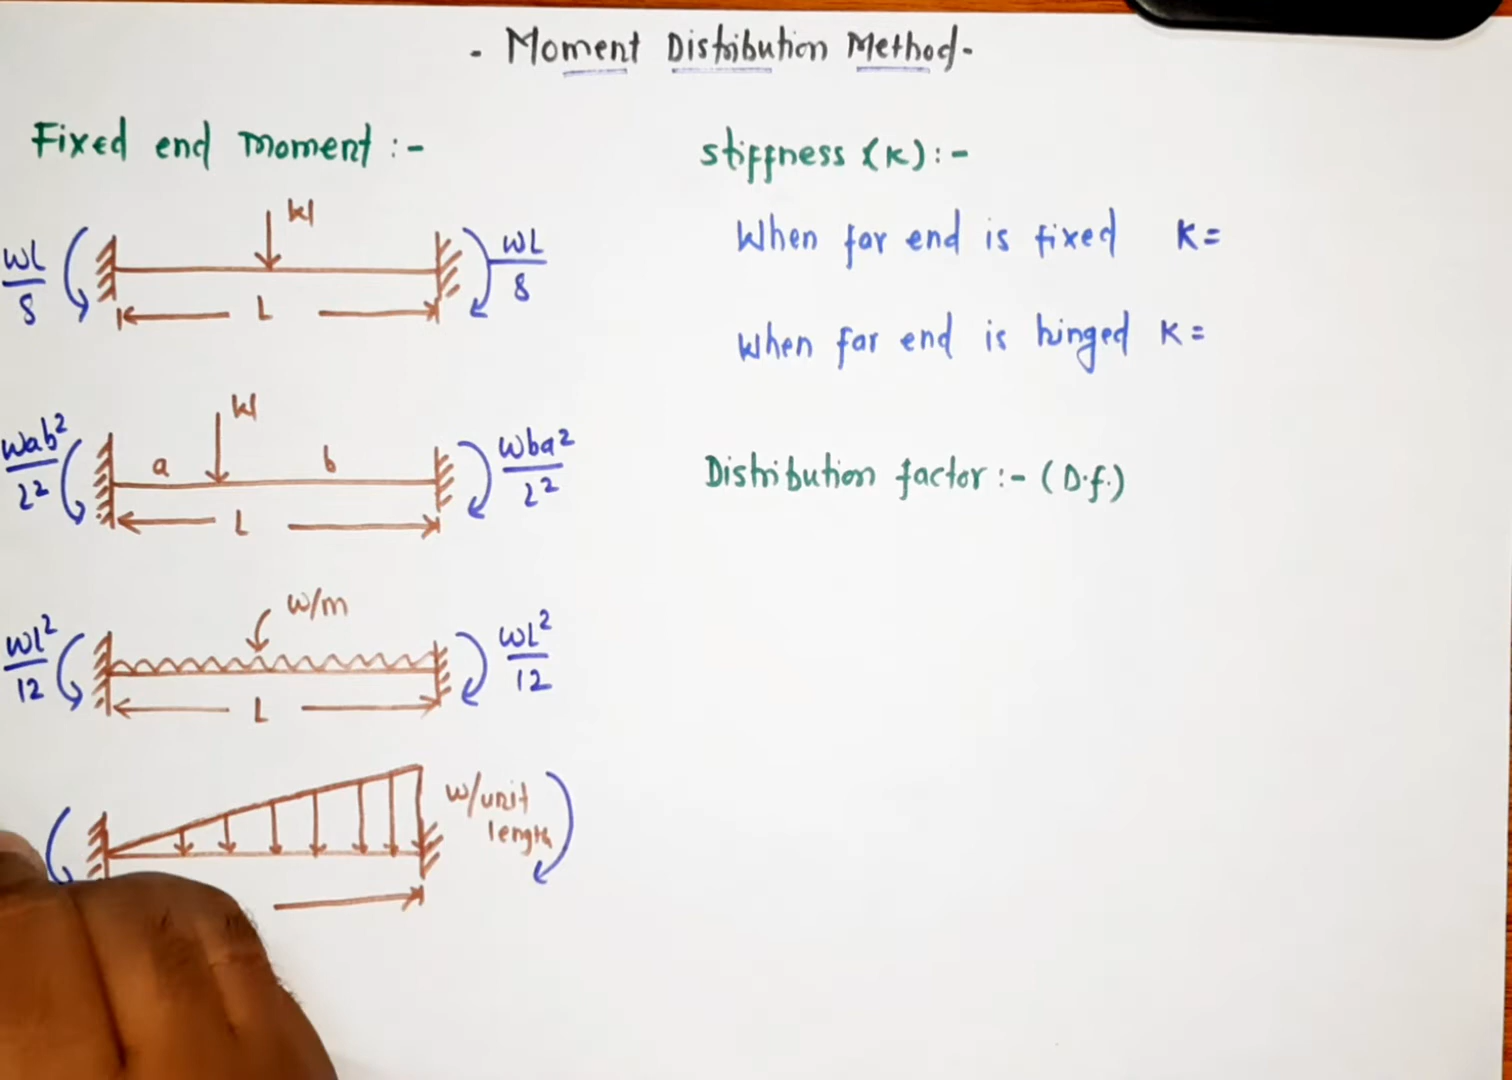 - Moment Distribution Method -
Fixed end moment :-
W
WL/8
WL/8
L
W
Wab²/L²
a
b
Wba²/L²
L
w/m
wl²/12
wL²/12
L
w/unit
length
stiffness (K) :-
When far end is fixed K =
When far end is hinged K =
Distribution factor :- (D.f.)